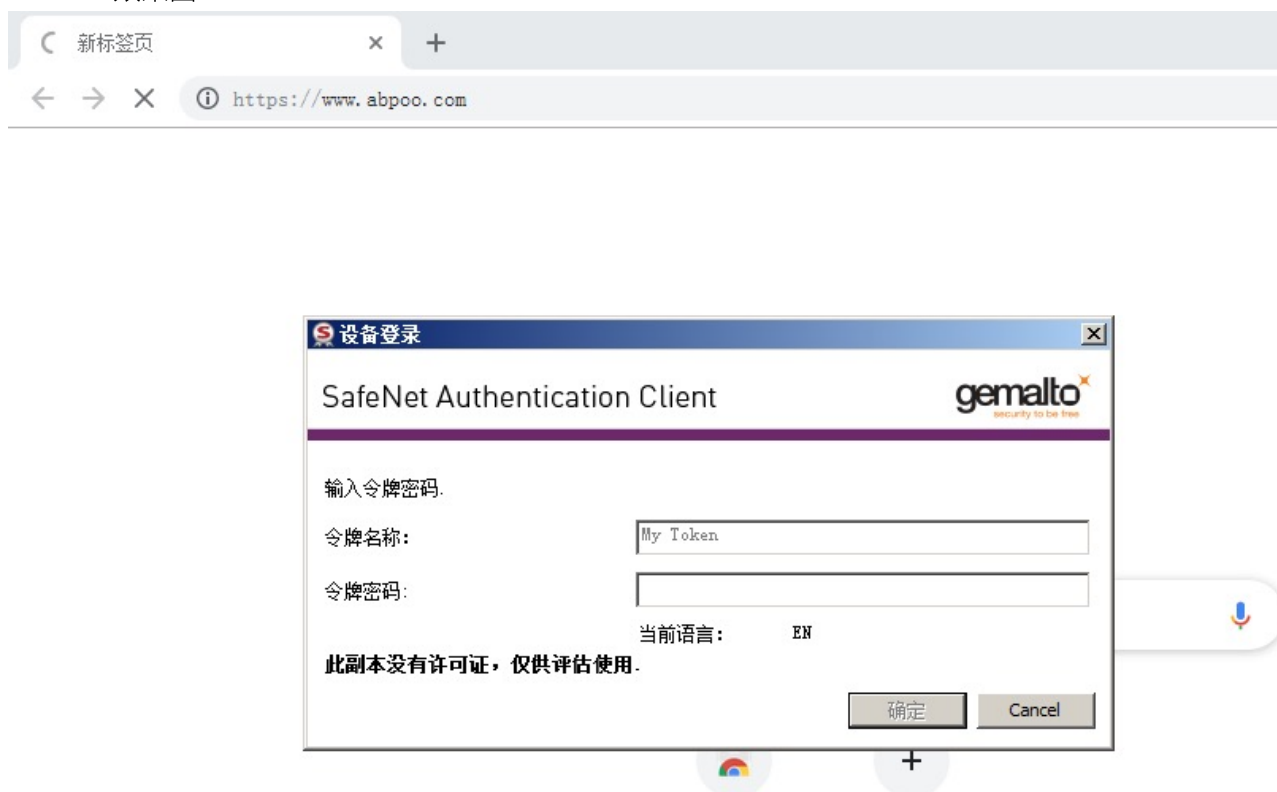 新标签页
https://www.abpoo.com
设备登录
SafeNet Authentication Client
gemalto
security to be free
输入令牌密码.
令牌名称:
My Token
令牌密码:
当前语言: EN
此副本没有许可证，仅供评估使用.
确定 Cancel